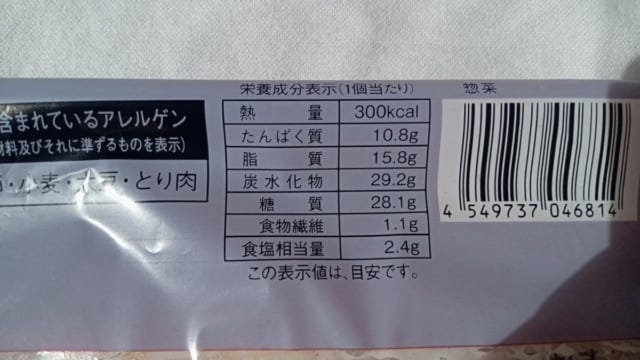 栄養成分表示(1個当たり)
惣菜
含まれているアレルゲン
材料及びそれに準ずるものを表示)
・小麦・大豆・とり肉
熱量 300kcal
たんぱく質 10.8g
脂質 15.8g
炭水化物 29.2g
糖質 28.1g
食物繊維 1.1g
食塩相当量 2.4g
この表示値は、目安です。
4 549737 046814